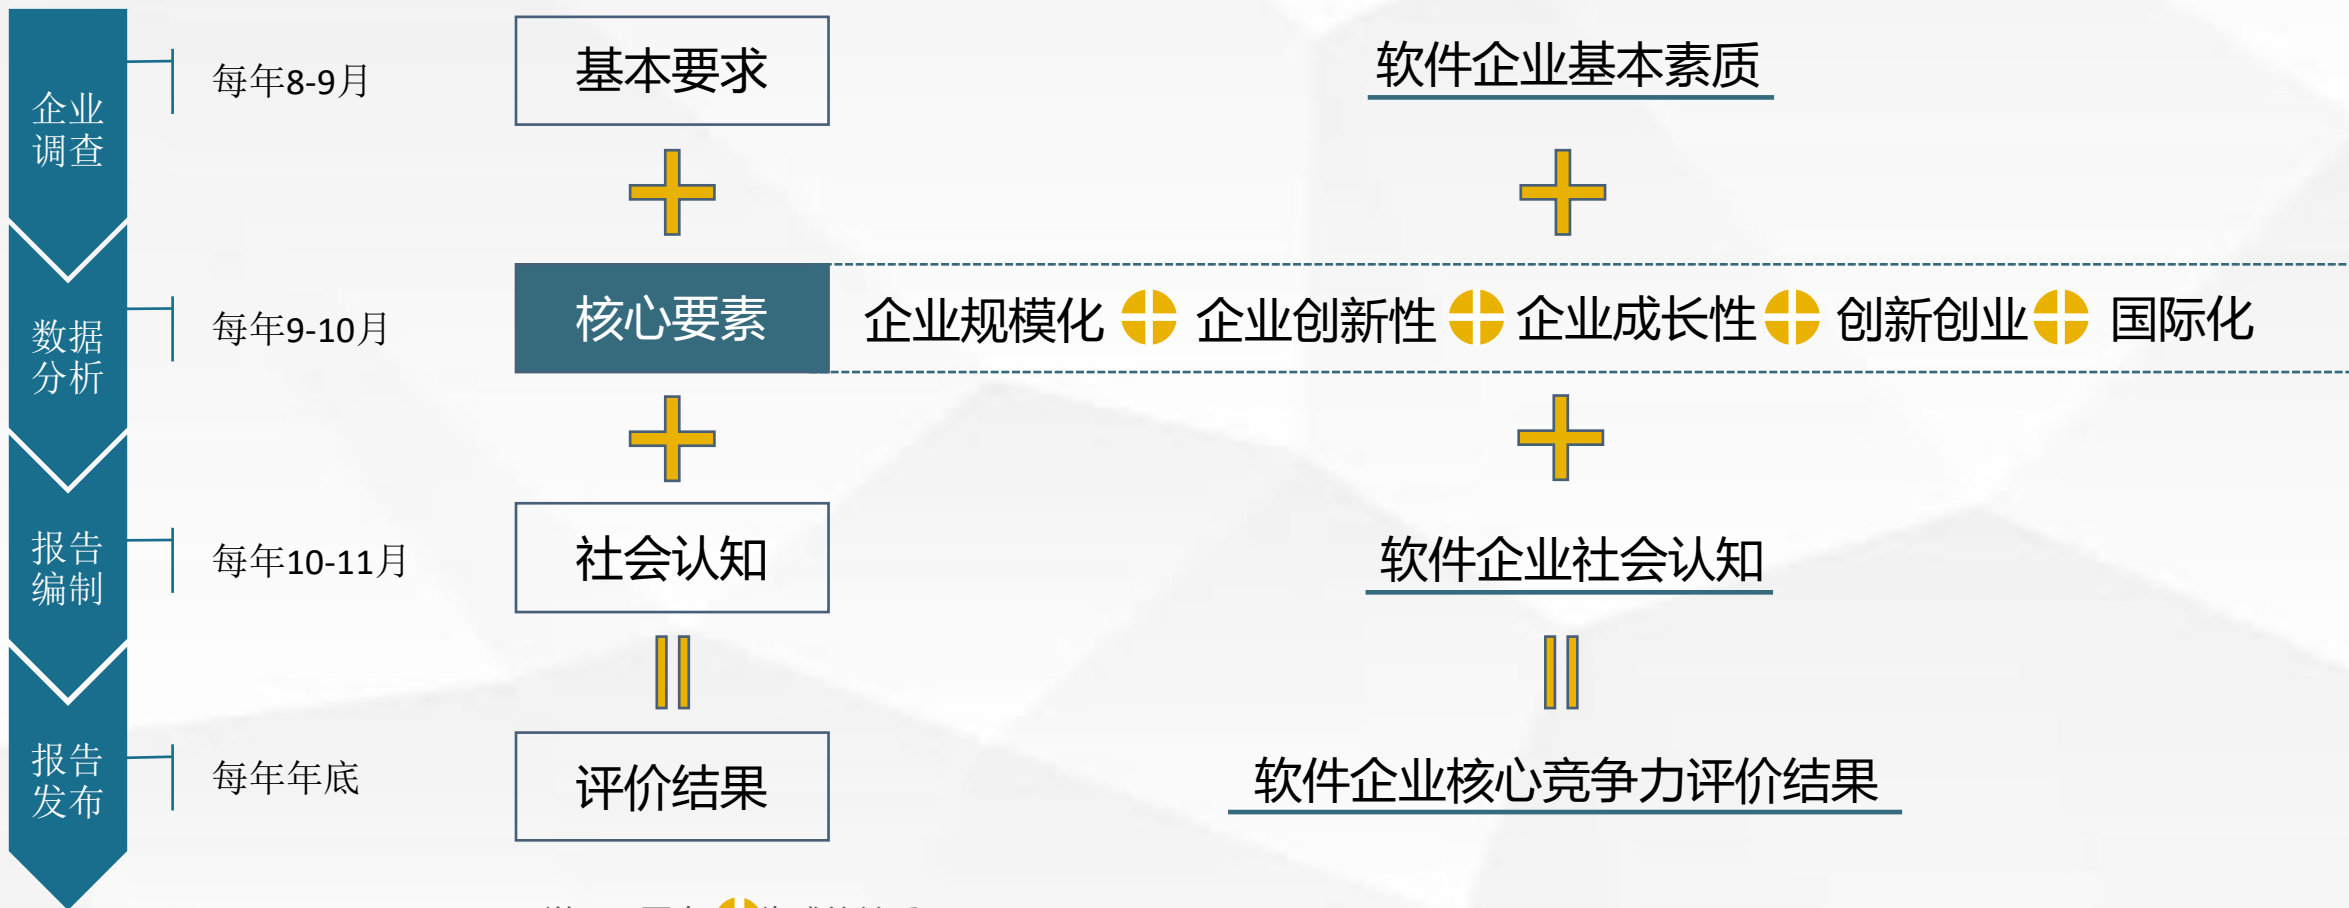 企业
调查
每年8-9月
基本要求
软件企业基本素质
数据
分析
每年9-10月
核心要素
企业规模化 企业创新性 企业成长性 创新创业 国际化
报告
编制
每年10-11月
社会认知
软件企业社会认知
报告
发布
每年年底
评价结果
软件企业核心竞争力评价结果